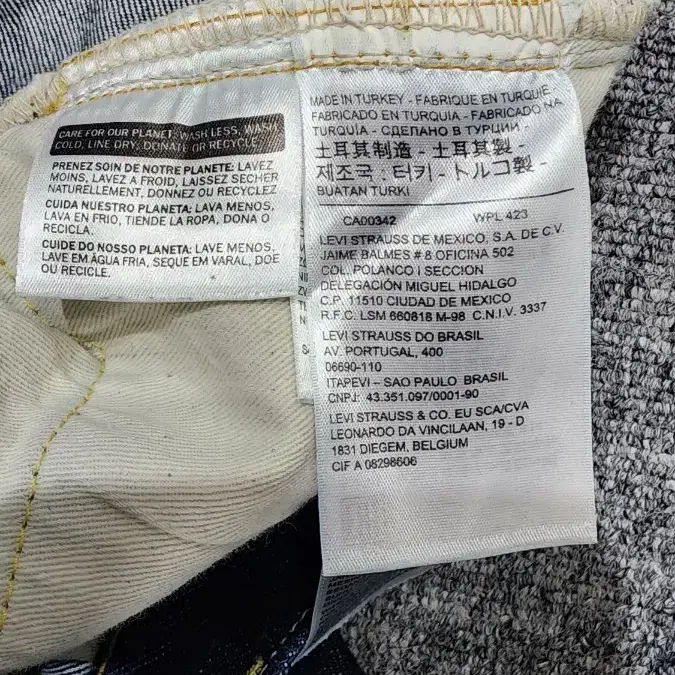 CARE FOR OUR PLANET: WASH LESS, WASH
COLD, LINE DRY, DONATE OR RECYCLE
PRENEZ SOIN DE NOTRE PLANETE: LAVEZ
MOINS, LAVEZ A FROID, LAISSEZ SÉCHER
NATURELLEMENT, DONNEZ OU RECYCLEZ
CUIDA NUESTRO PLANETA: LAVA MENOS,
LAVA EN FRIO, TIENDE LA ROPA, DONA O
RECICLA.
CUIDE DO NOSSO PLANETA: LAVE MENOS,
LAVE EM ÁGUA FRIA, SEQUE EM VARAL, DOE
OU RECICLE.
MADE IN TURKEY - FABRIQUE EN TURQUIE
FABRICADO EN TURQUIA - FABRICADO NA
TURQUÍA - СДЕЛАНО В ТУРЦИИ -
土耳其制造 - 土耳其製 -
제조국 : 터키 - トルコ製 -
BUATAN TURKI
CA00342 WPL 423
LEVI STRAUSS DE MEXICO, S.A. DE C.V.
JAIME BALMES # 8 OFICINA 502
COL. POLANCO I SECCION
DELEGACIÓN MIGUEL HIDALGO
C.P. 11510 CIUDAD DE MEXICO
R.F.C. LSM 660818 M-98 C.N.I.V. 3337
LEVI STRAUSS DO BRASIL
AV. PORTUGAL, 400
06690-110
ITAPEVI – SAO PAULO BRASIL
CNPJ: 43.351.097/0001-90
LEVI STRAUSS & CO. EU SCA/CVA
LEONARDO DA VINCILAAN, 19 - D
1831 DIEGEM, BELGIUM
CIF A 08298606